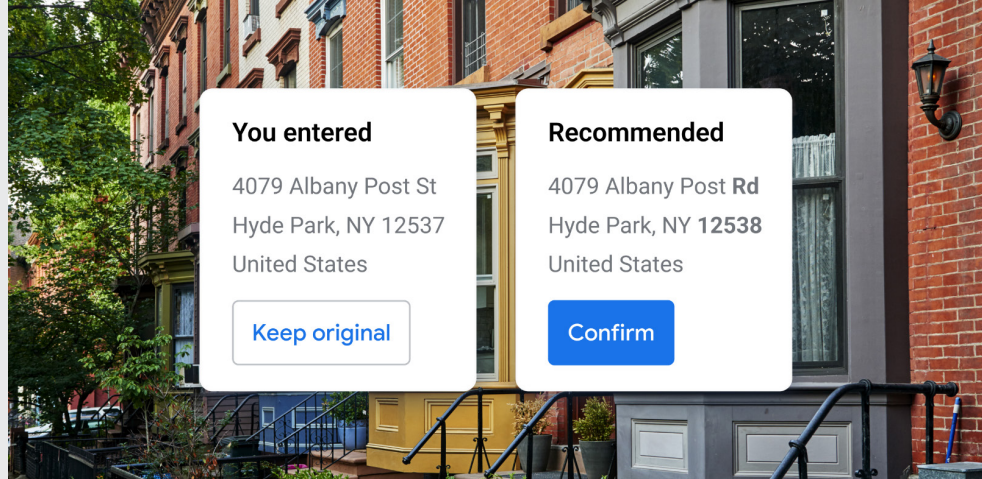 You entered
4079 Albany Post St
Hyde Park, NY 12537
United States
Keep original
Recommended
4079 Albany Post Rd
Hyde Park, NY 12538
United States
Confirm